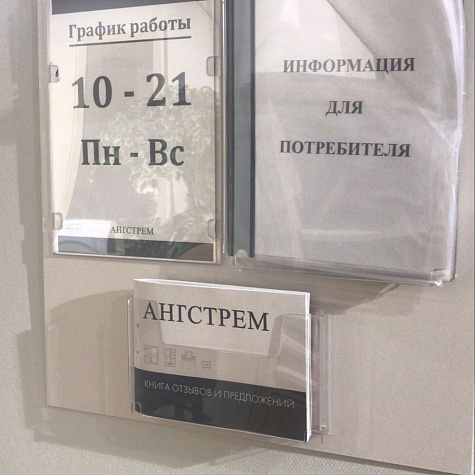 График работы
10 - 21
Пн - Вс
АНГСТРЕМ
ИНФОРМАЦИЯ
ДЛЯ
ПОТРЕБИТЕЛЯ
АНГСТРЕМ
КНИГА ОТЗЫВОВ И ПРЕДЛОЖЕНИЙ